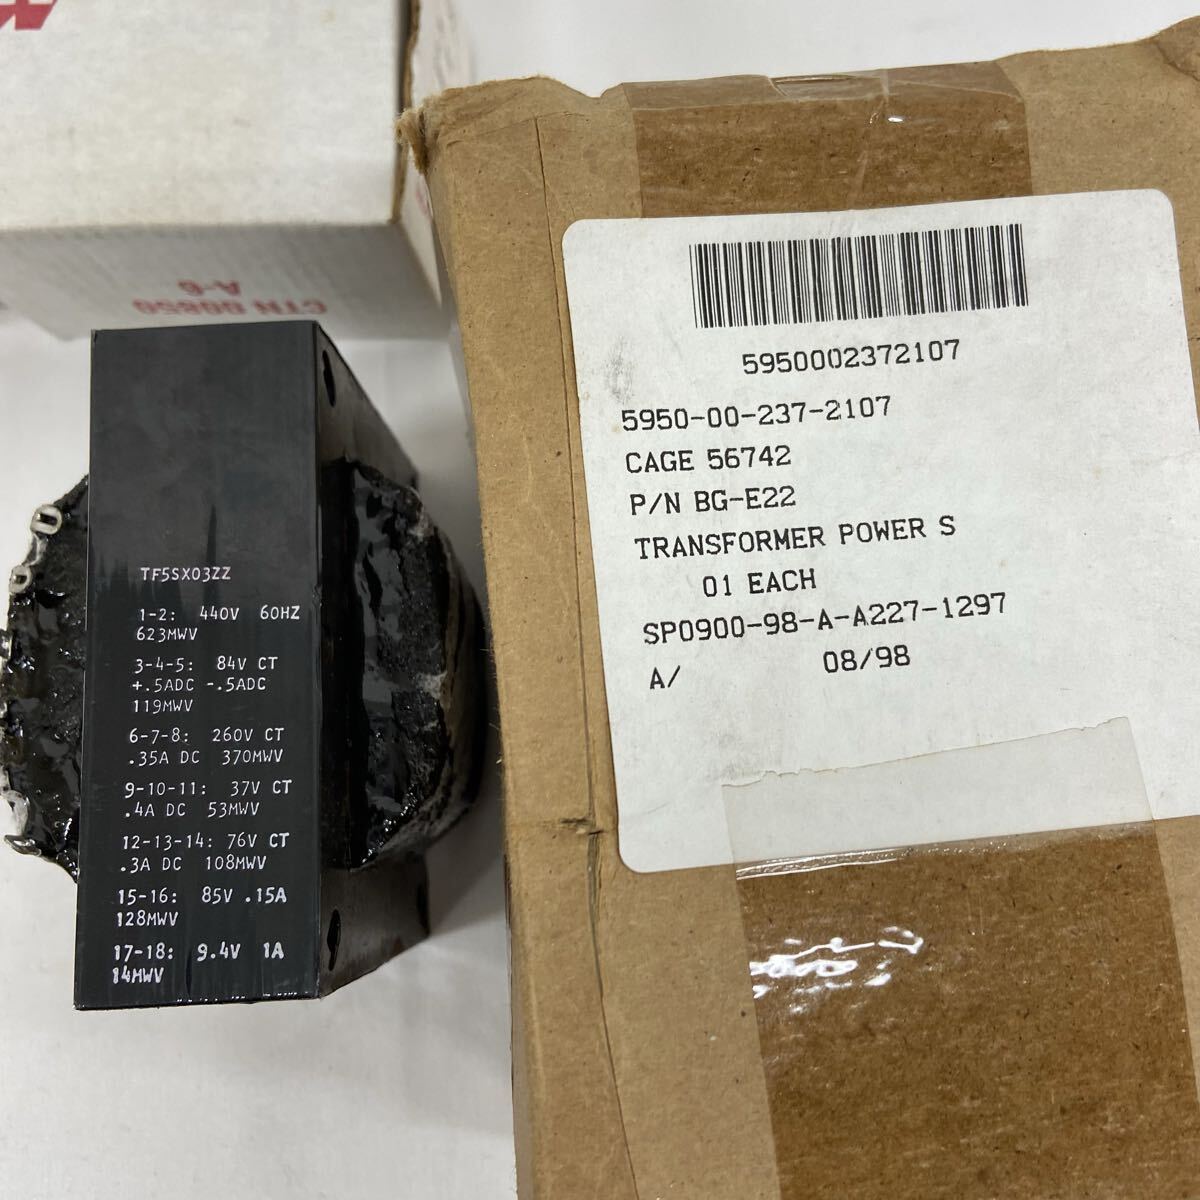 CTN 00850
A-6
TF5SX03ZZ
1-2: 440V 60HZ
623MWV
3-4-5: 84V CT
+.5ADC -.5ADC
119MWV
6-7-8: 260V CT
.35A DC 370MWV
9-10-11: 37V CT
.4A DC 53MWV
12-13-14: 76V CT
.3A DC 108MWV
15-16: 85V .15A
128MWV
17-18: 9.4V 1A
14MWV
5950002372107
5950-00-237-2107
CAGE 56742
P/N BG-E22
TRANSFORMER POWER S
01 EACH
SP0900-98-A-A227-1297
A/ 08/98